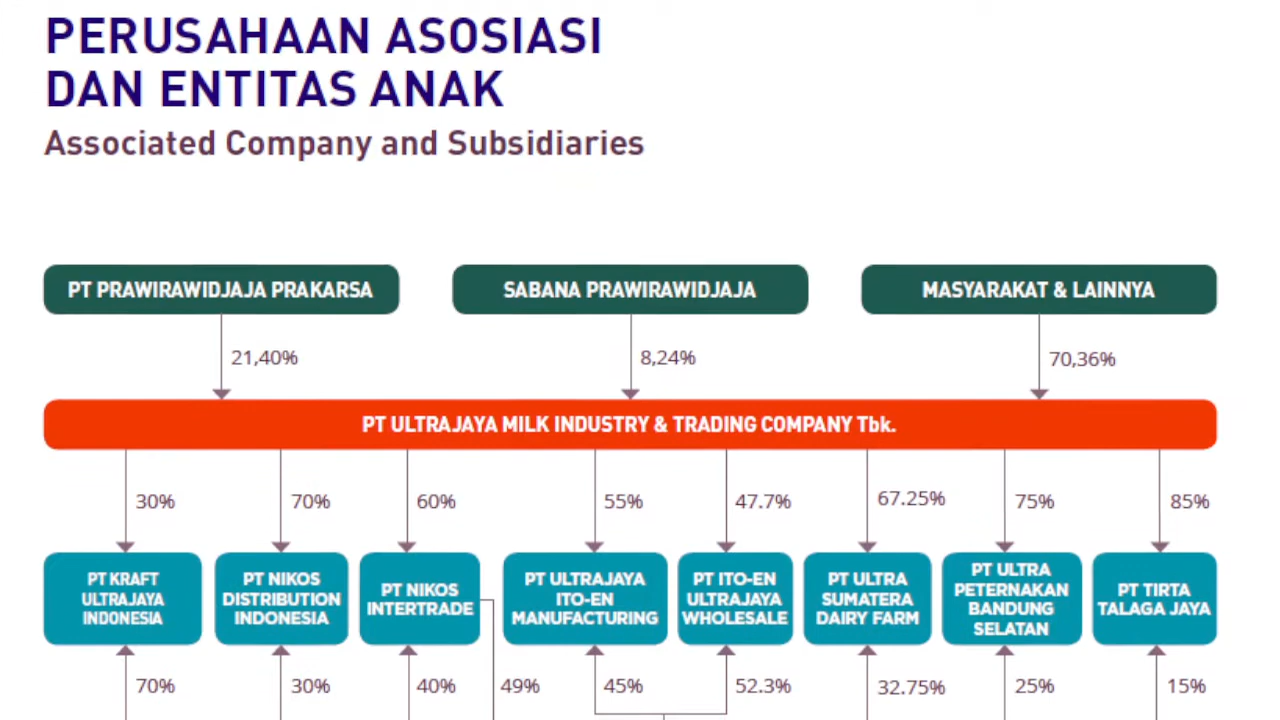 PERUSAHAAN ASOSIASI
DAN ENTITAS ANAK
Associated Company and Subsidiaries
PT PRAWIRAWIDJAJA PRAKARSA
SABANA PRAWIRAWIDJAJA
MASYARAKAT & LAINNYA
21,40%
8,24%
70,36%
PT ULTRAJAYA MILK INDUSTRY & TRADING COMPANY Tbk.
30%
70%
60%
55%
47.7%
67.25%
75%
85%
PT KRAFT
ULTRAJAYA
INDONESIA
PT NIKOS
DISTRIBUTION
INDONESIA
PT NIKOS
INTERTRADE
PT ULTRAJAYA
ITO-EN
MANUFACTURING
PT ITO-EN
ULTRAJAYA
WHOLESALE
PT ULTRA
SUMATERA
DAIRY FARM
PT ULTRA
PETERNAKAN
BANDUNG
SELATAN
PT TIRTA
TALAGA JAYA
70%
30%
40%
49%
45%
52.3%
32.75%
25%
15%